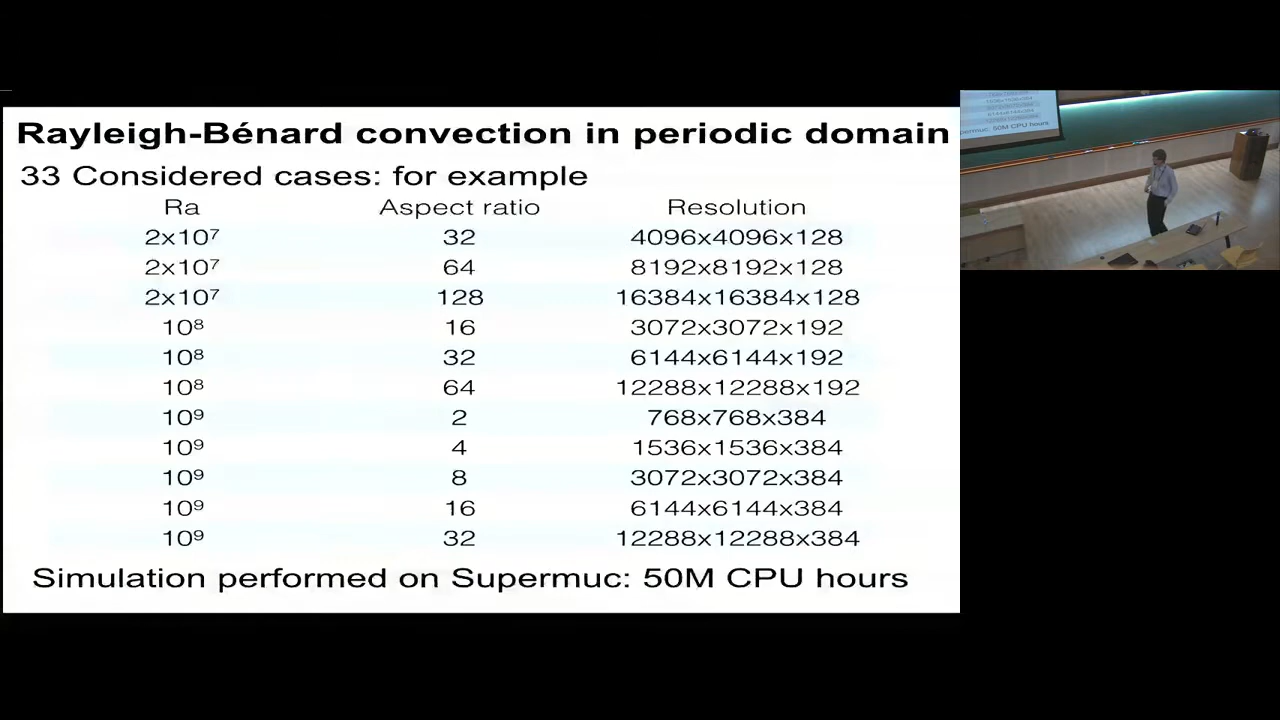 Rayleigh-Bénard convection in periodic domain
33 Considered cases: for example
Ra Aspect ratio Resolution
2x10⁷ 32 4096x4096x128
2x10⁷ 64 8192x8192x128
2x10⁷ 128 16384x16384x128
10⁸ 16 3072x3072x192
10⁸ 32 6144x6144x192
10⁸ 64 12288x12288x192
10⁹ 2 768x768x384
10⁹ 4 1536x1536x384
10⁹ 8 3072x3072x384
10⁹ 16 6144x6144x384
10⁹ 32 12288x12288x384
Simulation performed on Supermuc: 50M CPU hours